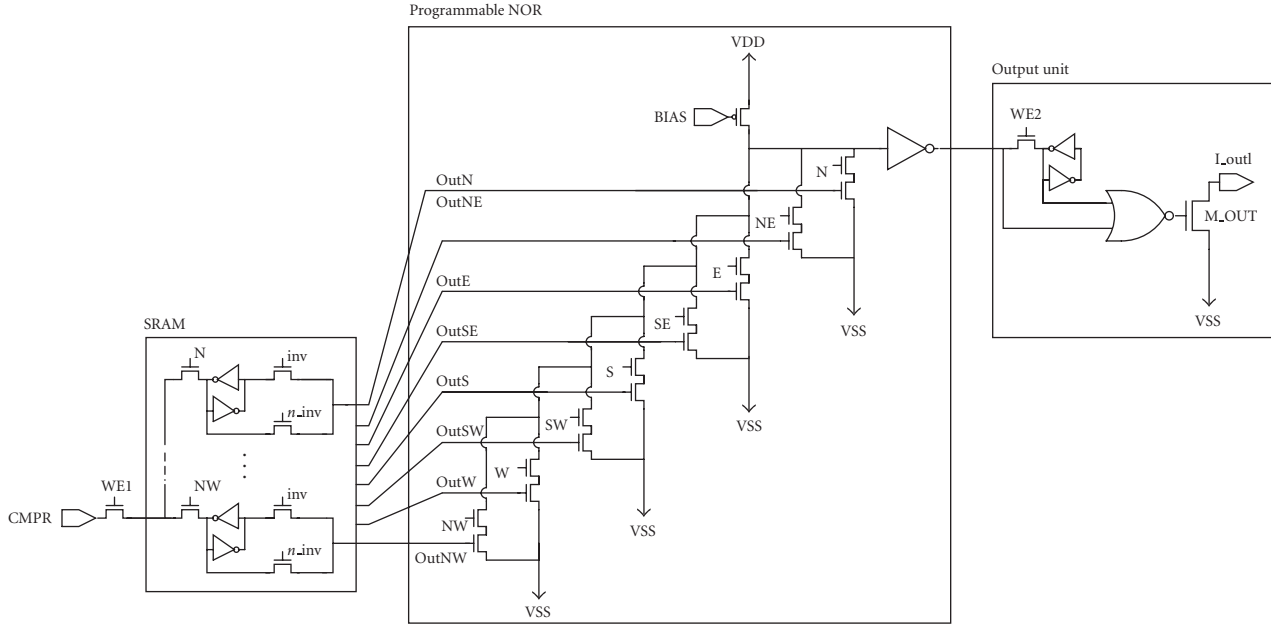 Programmable NOR
VDD
BIAS
N
NE
E
SE
S
SW
W
NW
VSS
VSS
VSS
VSS
OutN
OutNE
OutE
OutSE
OutS
OutSW
OutW
OutNW
Output unit
WE2
I_outl
M_OUT
VSS
SRAM
N
inv
n_inv
WE1
NW
inv
CMPR
n_inv